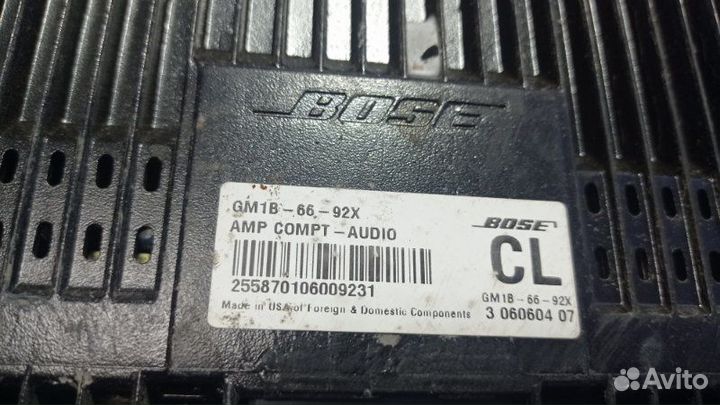 BOSE
GM1B-66-92X
AMP COMPT-AUDIO
BOSE
CL
255870106009231
GM1B-66-92X
Made in USA of Foreign & Domestic Components
3 060604 07
Avito